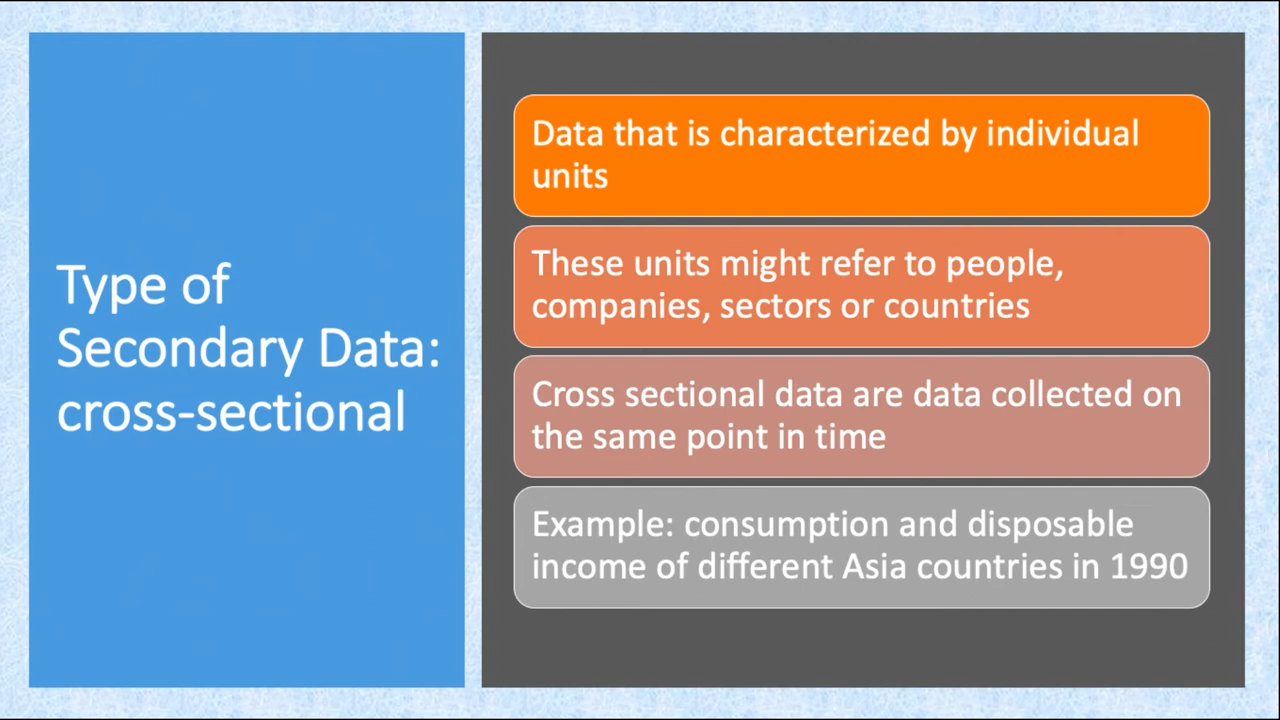 Type of
Secondary Data:
cross-sectional
Data that is characterized by individual
units
These units might refer to people,
companies, sectors or countries
Cross sectional data are data collected on
the same point in time
Example: consumption and disposable
income of different Asia countries in 1990